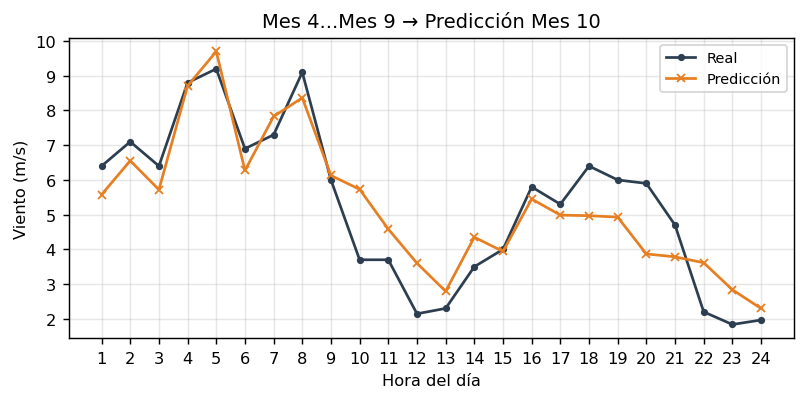 Mes 4...Mes 9 → Predicción Mes 10
Real
Predicción
Viento (m/s)
10
9
8
7
6
5
4
3
2
1 2 3 4 5 6 7 8 9 10 11 12 13 14 15 16 17 18 19 20 21 22 23 24
Hora del día